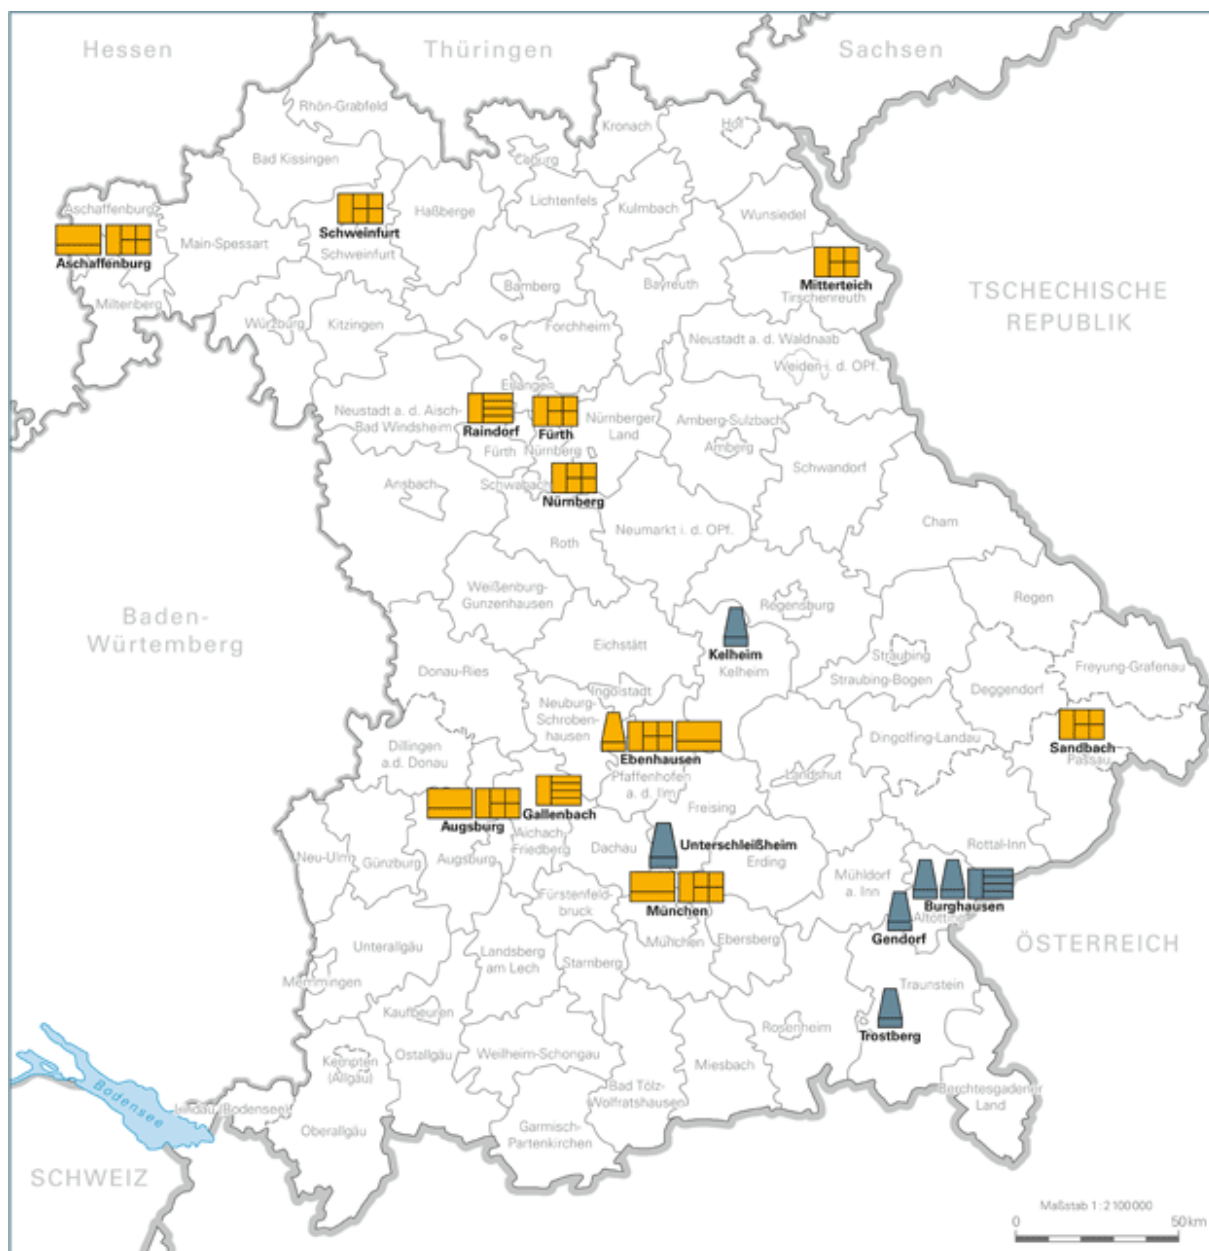 Hessen
Thüringen
Sachsen
Rhön-Grabfeld
Kronach
Hof
Bad Kissingen
Coburg
Lichtenfels
Kulmbach
Wunsiedel
Aschaffenburg
Haßberge
Schweinfurt
Schweinfurt
Main-Spessart
Aschaffenburg
Miltenberg
Bamberg
Bayreuth
Mitterteich
Tirschenreuth
TSCHECHISCHE
REPUBLIK
Würzburg
Kitzingen
Forchheim
Neustadt a. d. Waldnaab
Weiden i. d. OPf.
Erlangen
Neustadt a. d. Aisch-
Bad Windsheim
Raindorf
Fürth
Nürnberger
Land
Amberg-Sulzbach
Amberg
Fürth
Nürnberg
Schwandorf
Ansbach
Schwabach
Nürnberg
Cham
Neumarkt i. d. OPf.
Roth
Weißenburg-
Gunzenhausen
Regensburg
Regen
Baden-
Würtemberg
Eichstätt
Kelheim
Kelheim
Straubing
Straubing-Bogen
Freyung-Grafenau
Donau-Ries
Deggendorf
Ingolstadt
Neuburg-
Schroben-
hausen
Dingolfing-Landau
Sandbach
Passau
Dillingen
a.d. Donau
Ebenhausen
Pfaffenhofen
a. d. Ilm
Landshut
Freising
Gallenbach
Augsburg
Aichach-
Friedberg
Dachau
Unterschleißheim
Erding
Rottal-Inn
Neu-Ulm
Günzburg
Augsburg
Mühldorf
a. Inn
Fürstenfeld-
bruck
München
Burghausen
Altötting
Gendorf
München
Ebersberg
ÖSTERREICH
Unterallgäu
Landsberg
am Lech
Starnberg
Memmingen
Traunstein
Kaufbeuren
Rosenheim
Trostberg
Kempten
(Allgäu)
Ostallgäu
Weilheim-Schongau
Miesbach
Bad Tölz-
Wolfratshausen
Berchtesgadener
Land
Bodensee
Lindau (Bodensee)
Oberallgäu
Garmisch-
Partenkirchen
SCHWEIZ
Maßstab 1 : 2 100 000
0
50 km